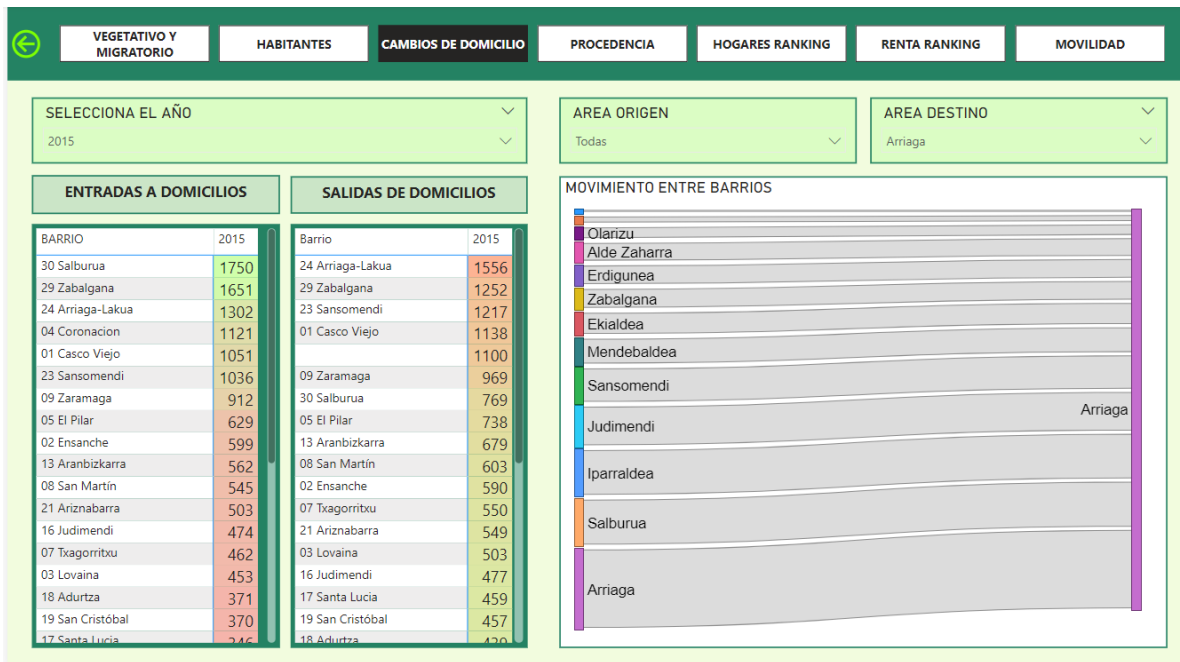 VEGETATIVO Y
MIGRATORIO
HABITANTES
CAMBIOS DE DOMICILIO
PROCEDENCIA
HOGARES RANKING
RENTA RANKING
MOVILIDAD
SELECCIONA EL AÑO
2015
AREA ORIGEN
Todas
AREA DESTINO
Arriaga
ENTRADAS A DOMICILIOS
BARRIO 2015
30 Salburua 1750
29 Zabalgana 1651
24 Arriaga-Lakua 1302
04 Coronacion 1121
01 Casco Viejo 1051
23 Sansomendi 1036
09 Zaramaga 912
05 El Pilar 629
02 Ensanche 599
13 Aranbizkarra 562
08 San Martín 545
21 Ariznabarra 503
16 Judimendi 474
07 Txagorritxu 462
03 Lovaina 453
18 Adurtza 371
19 San Cristóbal 370
17 Santa Lucia 346
SALIDAS DE DOMICILIOS
Barrio 2015
24 Arriaga-Lakua 1556
29 Zabalgana 1252
23 Sansomendi 1217
01 Casco Viejo 1138
1100
09 Zaramaga 969
30 Salburua 769
05 El Pilar 738
13 Aranbizkarra 679
08 San Martín 603
02 Ensanche 590
07 Txagorritxu 550
21 Ariznabarra 549
03 Lovaina 503
16 Judimendi 477
17 Santa Lucia 459
19 San Cristóbal 457
18 Adurtza
MOVIMIENTO ENTRE BARRIOS
Olarizu
Alde Zaharra
Erdigunea
Zabalgana
Ekialdea
Mendebaldea
Sansomendi
Judimendi
Iparraldea
Salburua
Arriaga
Arriaga